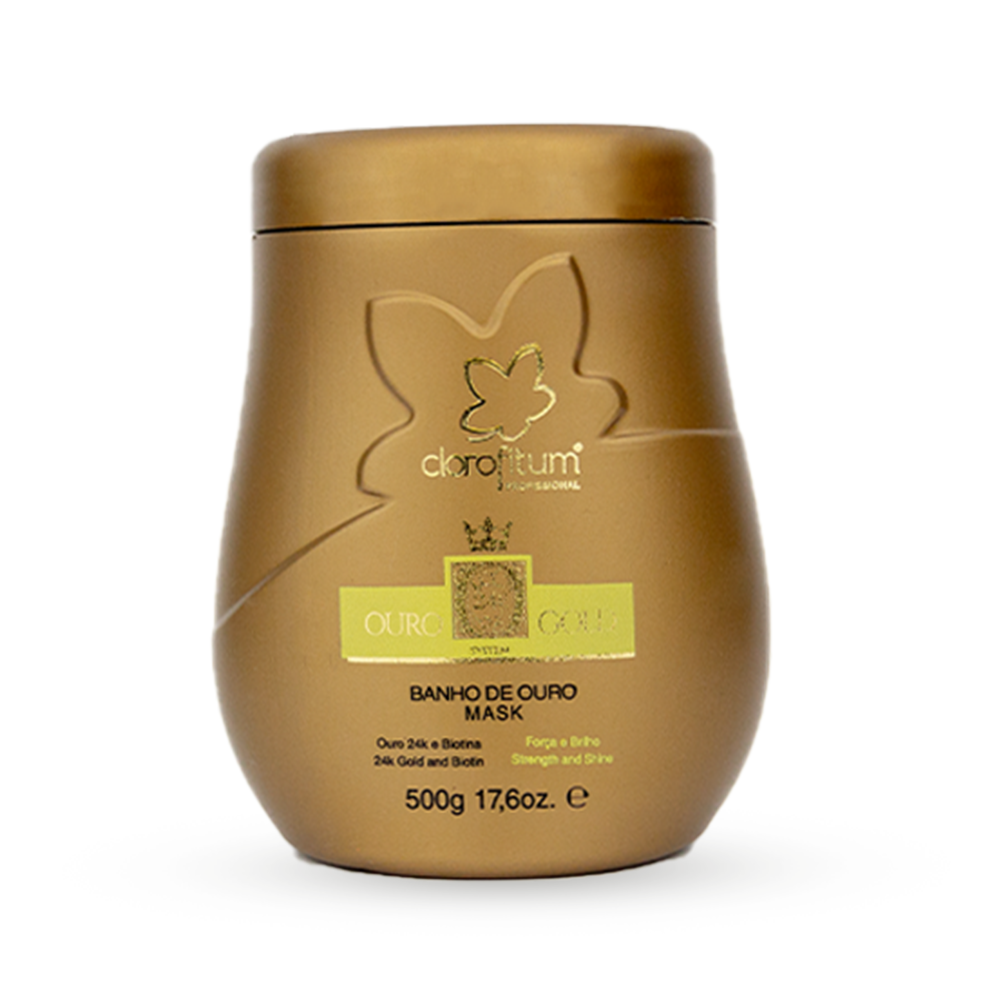 clorofitum
PROFISSIONAL
OURO GOLD
SYSTEM
BANHO DE OURO
MASK
Ouro 24k e Biotina
24k Gold and Biotin
Força e Brilho
Strength and Shine
500g 17,6oz. ℮